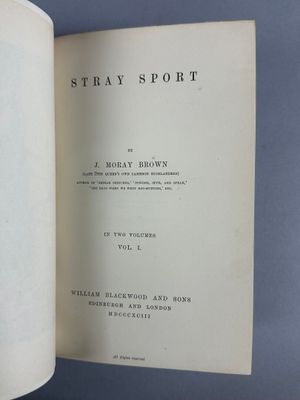 STRAY SPORT
BY
J. MORAY BROWN
(LATE 79TH QUEEN'S OWN CAMERON HIGHLANDERS)
AUTHOR OF 'SHIKAR SKETCHES,' 'POWDER, SPUR, AND SPEAR,'
'THE DAYS WHEN WE WENT HOG-HUNTING,' ETC.
IN TWO VOLUMES
VOL. I.
WILLIAM BLACKWOOD AND SONS
EDINBURGH AND LONDON
MDCCCXCIII
All Rights reserved